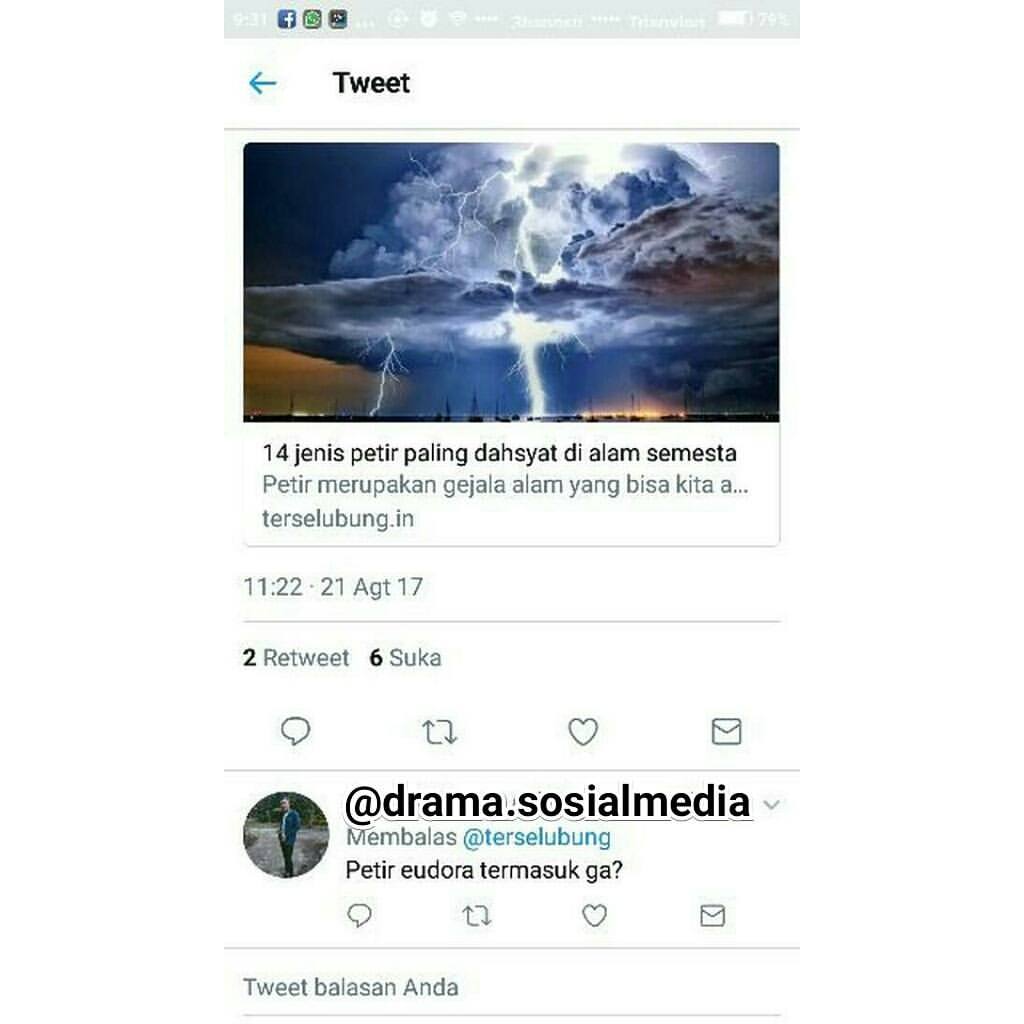 9:31 79%
Tweet
14 jenis petir paling dahsyat di alam semesta
Petir merupakan gejala alam yang bisa kita a...
terselubung.in
11:22 · 21 Agt 17
2 Retweet 6 Suka
@drama.sosialmedia
Membalas @terselubung
Petir eudora termasuk ga?
Tweet balasan Anda